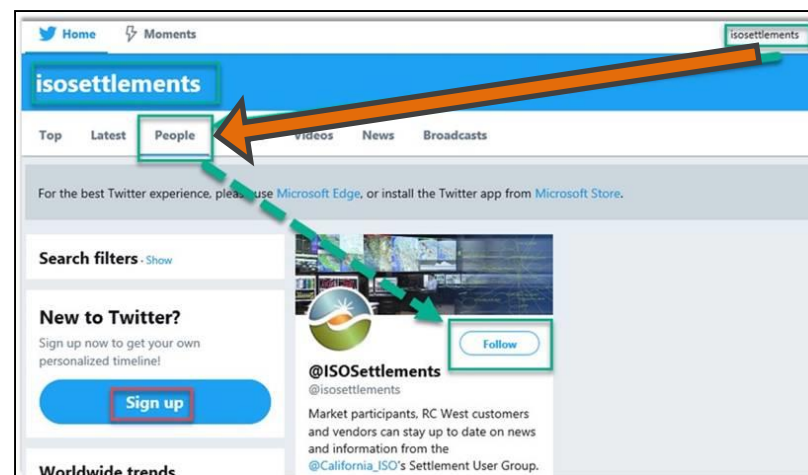 Home Moments isosettlements
isosettlements
Top Latest People Videos News Broadcasts
For the best Twitter experience, please use Microsoft Edge, or install the Twitter app from Microsoft Store.
Search filters - Show
New to Twitter?
Sign up now to get your own
personalized timeline!
Sign up
Worldwide trends
Follow
@ISOSettlements
@isosettlements
Market participants, RC West customers
and vendors can stay up to date on news
and information from the
@California_ISO's Settlement User Group.